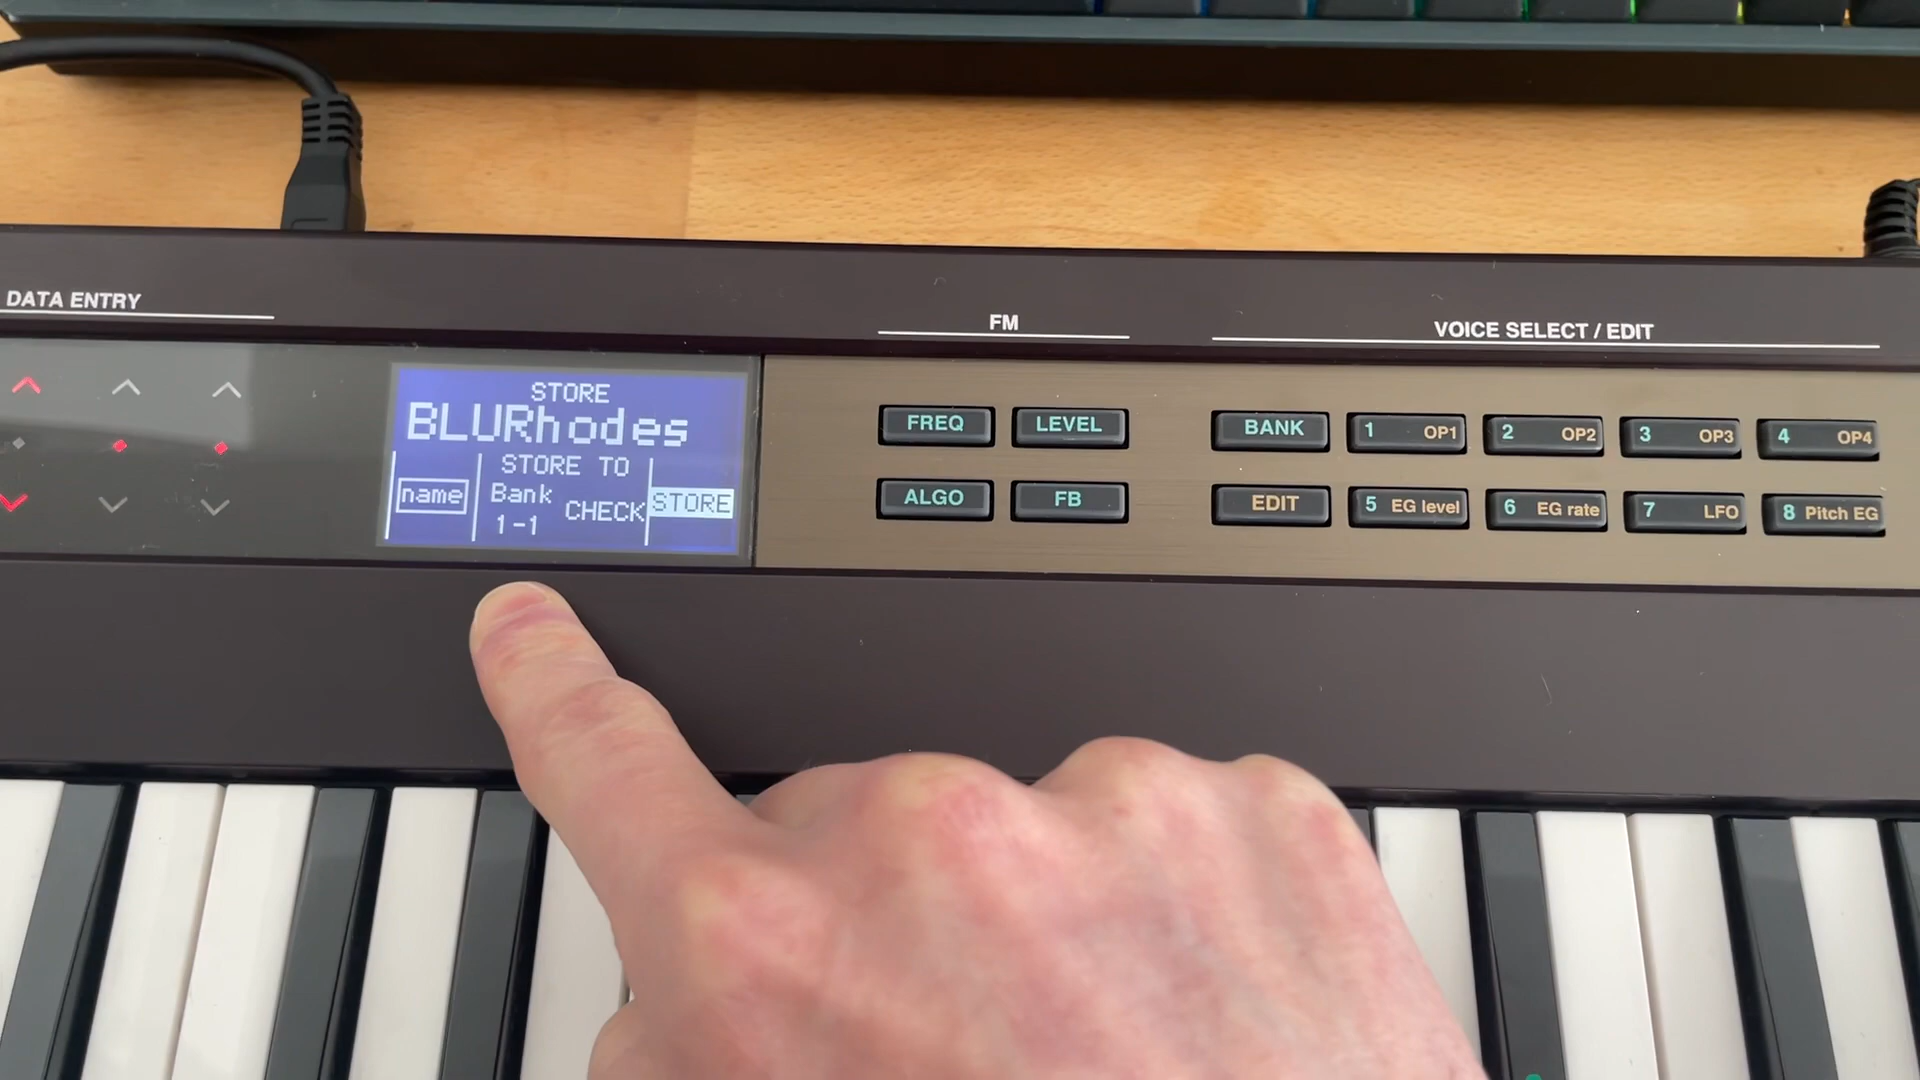 DATA ENTRY
FM
VOICE SELECT / EDIT
STORE
BLURhodes
STORE TO
name
Bank
1-1
CHECK
STORE
FREQ
LEVEL
ALGO
FB
BANK
1 OP1
2 OP2
3 OP3
4 OP4
EDIT
5 EG level
6 EG rate
7 LFO
8 Pitch EG